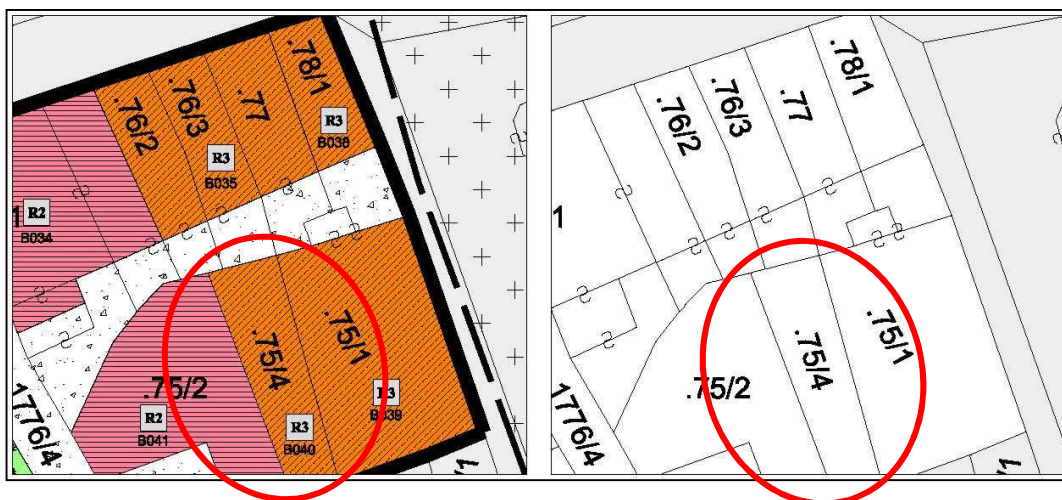 .78/1
.77
.76/3
.76/2
R3
B038
R3
B035
R2
B034
1
.75/1
.75/4
.75/2
R3
B039
R3
B040
R2
B041
1776/4
.78/1
.77
.76/3
.76/2
1
.75/1
.75/4
.75/2
1776/4